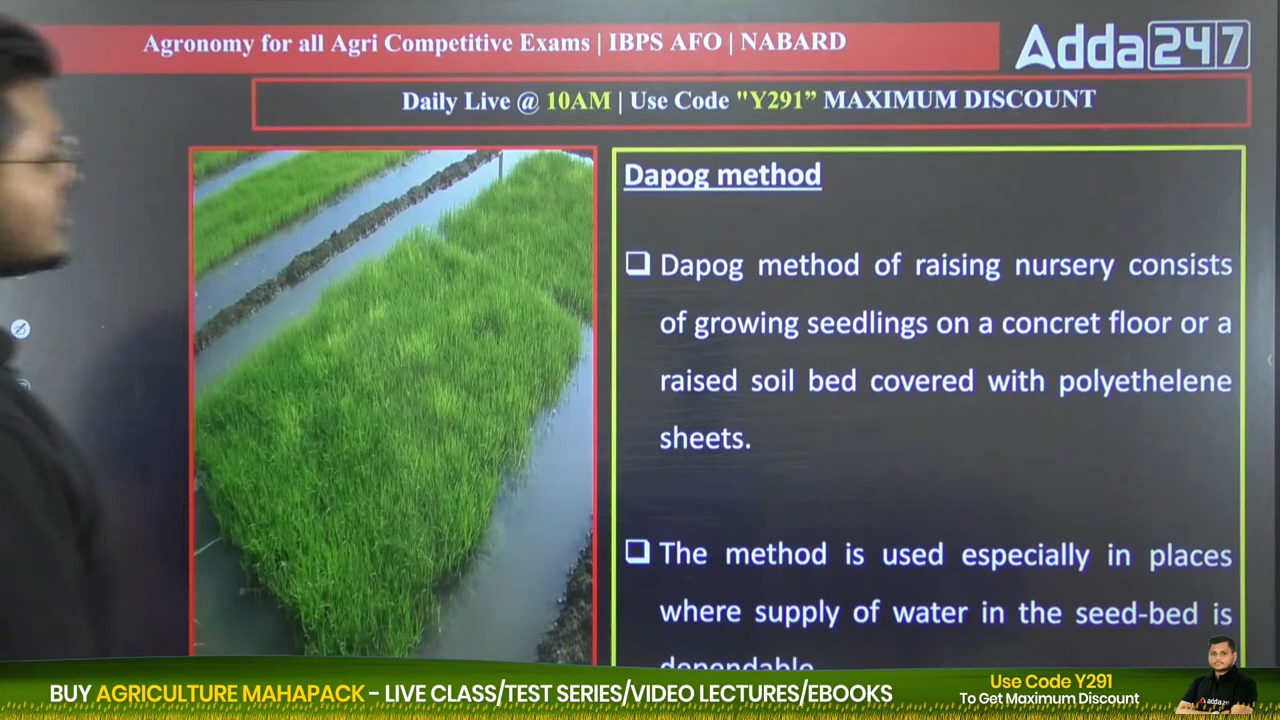 Agronomy for all Agri Competitive Exams | IBPS AFO | NABARD
Adda247
Daily Live @ 10AM | Use Code "Y291” MAXIMUM DISCOUNT
Dapog method
❑ Dapog method of raising nursery consists
of growing seedlings on a concret floor or a
raised soil bed covered with polyethelene
sheets.
❑ The method is used especially in places
where supply of water in the seed-bed is
dependable.
BUY AGRICULTURE MAHAPACK - LIVE CLASS/TEST SERIES/VIDEO LECTURES/EBOOKS
Use Code Y291
To Get Maximum Discount